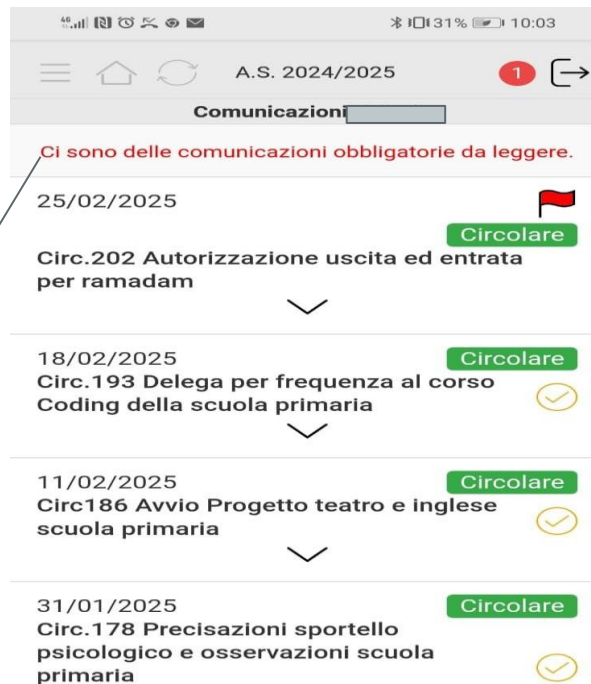 46 31% 10:03
A.S. 2024/2025 1
Comunicazioni
Ci sono delle comunicazioni obbligatorie da leggere.
25/02/2025
Circolare
Circ.202 Autorizzazione uscita ed entrata
per ramadam
18/02/2025 Circolare
Circ.193 Delega per frequenza al corso
Coding della scuola primaria
11/02/2025 Circolare
Circ186 Avvio Progetto teatro e inglese
scuola primaria
31/01/2025 Circolare
Circ.178 Precisazioni sportello
psicologico e osservazioni scuola
primaria